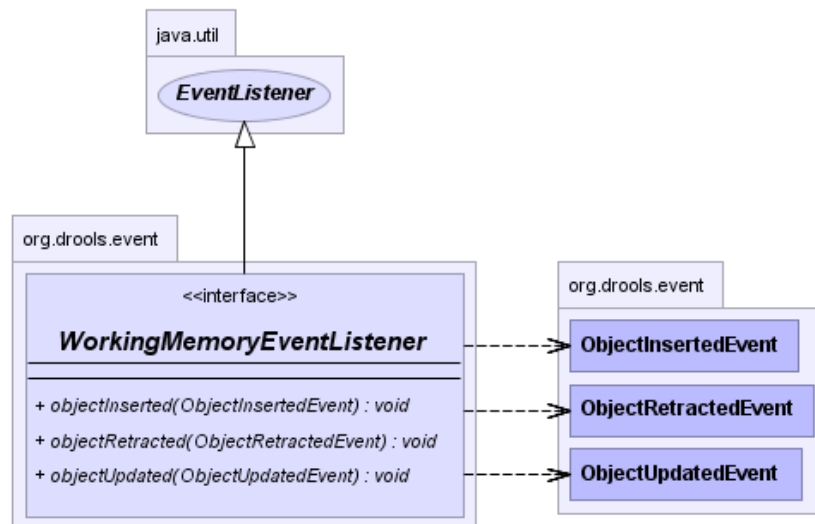 java.util
EventListener
org.drools.event
<<interface>>
WorkingMemoryEventListener
+ objectInserted(ObjectInsertedEvent) : void
+ objectRetracted(ObjectRetractedEvent) : void
+ objectUpdated(ObjectUpdatedEvent) : void
org.drools.event
ObjectInsertedEvent
ObjectRetractedEvent
ObjectUpdatedEvent